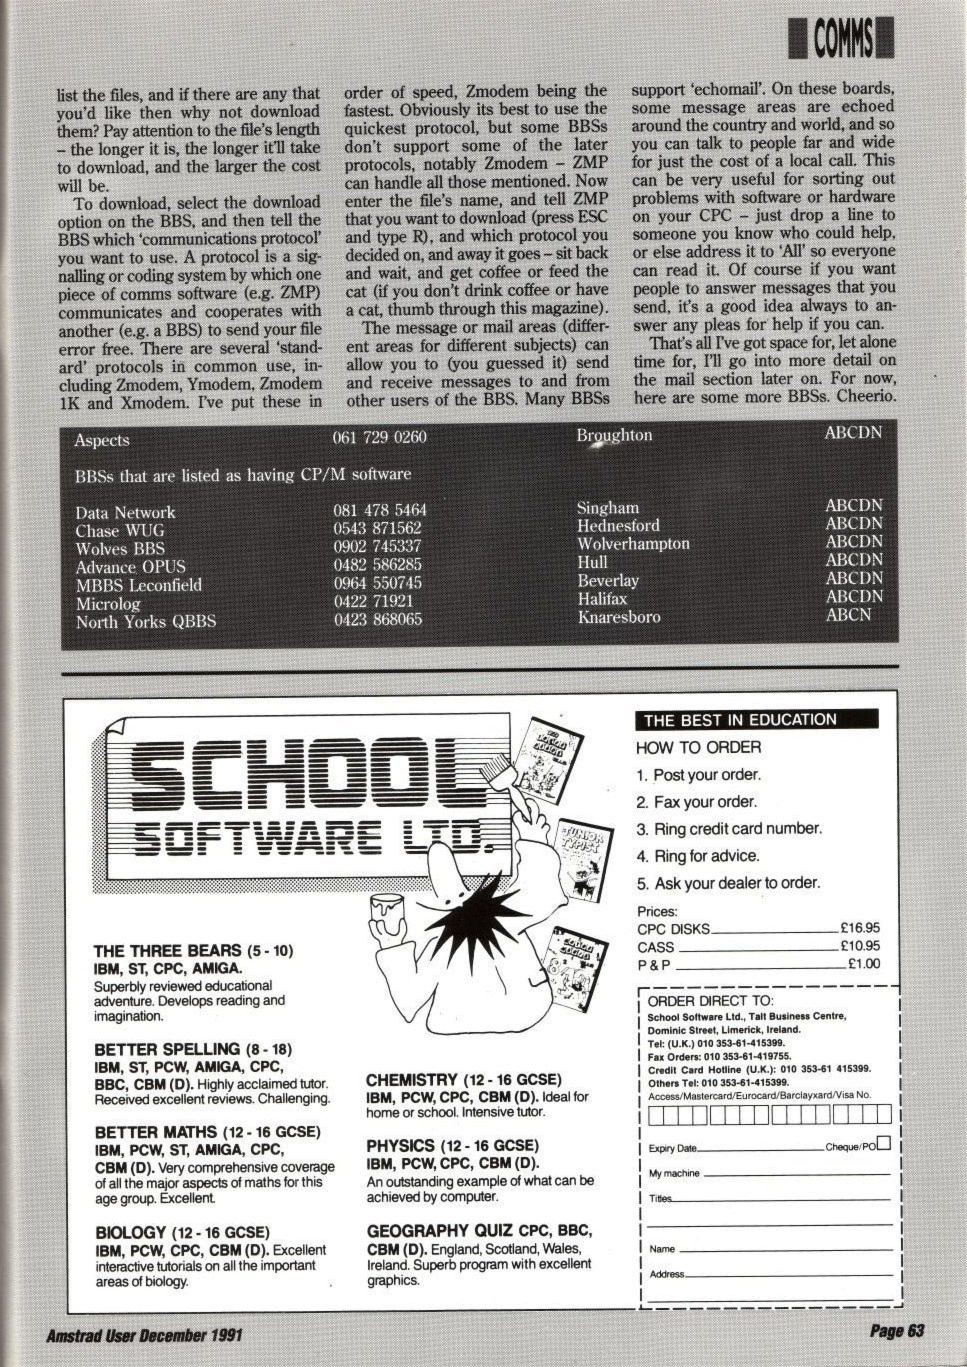 COMMS
list the files, and if there are any that
you'd like then why not download
them? Pay attention to the file's length
– the longer it is, the longer it'll take
to download, and the larger the cost
will be.
To download, select the download
option on the BBS, and then tell the
BBS which 'communications protocol'
you want to use. A protocol is a sig-
nalling or coding system by which one
piece of comms software (e.g. ZMP)
communicates and cooperates with
another (e.g. a BBS) to send your file
error free. There are several 'stand-
ard' protocols in common use, in-
cluding Zmodem, Ymodem, Zmodem
1K and Xmodem. I've put these in
order of speed, Zmodem being the
fastest. Obviously its best to use the
quickest protocol, but some BBSs
don't support some of the later
protocols, notably Zmodem – ZMP
can handle all those mentioned. Now
enter the file's name, and tell ZMP
that you want to download (press ESC
and type R), and which protocol you
decided on, and away it goes – sit back
and wait, and get coffee or feed the
cat (if you don't drink coffee or have
a cat, thumb through this magazine).
The message or mail areas (differ-
ent areas for different subjects) can
allow you to (you guessed it) send
and receive messages to and from
other users of the BBS. Many BBSs
support 'echomail'. On these boards,
some message areas are echoed
around the country and world, and so
you can talk to people far and wide
for just the cost of a local call. This
can be very useful for sorting out
problems with software or hardware
on your CPC – just drop a line to
someone you know who could help,
or else address it to 'All' so everyone
can read it. Of course if you want
people to answer messages that you
send, it's a good idea always to an-
swer any pleas for help if you can.
That's all I've got space for, let alone
time for, I'll go into more detail on
the mail section later on. For now,
here are some more BBSs. Cheerio.
Aspects 061 729 0260 Broughton ABCDN
BBSs that are listed as having CP/M software
Data Network 081 478 5464 Singham ABCDN
Chase WUG 0543 871562 Hednesford ABCDN
Wolves BBS 0902 745337 Wolverhampton ABCDN
Advance OPUS 0482 586285 Hull ABCDN
MBBS Leconfield 0964 550745 Beverlay ABCDN
Microlog 0422 71921 Halifax ABCDN
North Yorks QBBS 0423 868065 Knaresboro ABCN
SCHOOL
SOFTWARE LTD.
JUNIOR
TYPIST
THE THREE BEARS (5 - 10)
IBM, ST, CPC, AMIGA.
Superbly reviewed educational
adventure. Develops reading and
imagination.
BETTER SPELLING (8 - 18)
IBM, ST, PCW, AMIGA, CPC,
BBC, CBM (D). Highly acclaimed tutor.
Received excellent reviews. Challenging.
BETTER MATHS (12 - 16 GCSE)
IBM, PCW, ST, AMIGA, CPC,
CBM (D). Very comprehensive coverage
of all the major aspects of maths for this
age group. Excellent.
BIOLOGY (12 - 16 GCSE)
IBM, PCW, CPC, CBM (D). Excellent
interactive tutorials on all the important
areas of biology.
CHEMISTRY (12 - 16 GCSE)
IBM, PCW, CPC, CBM (D). Ideal for
home or school. Intensive tutor.
PHYSICS (12 - 16 GCSE)
IBM, PCW, CPC, CBM (D).
An outstanding example of what can be
achieved by computer.
GEOGRAPHY QUIZ CPC, BBC,
CBM (D). England, Scotland, Wales,
Ireland. Superb program with excellent
graphics.
THE BEST IN EDUCATION
HOW TO ORDER
1. Post your order.
2. Fax your order.
3. Ring credit card number.
4. Ring for advice.
5. Ask your dealer to order.
Prices:
CPC DISKS £16.95
CASS £10.95
P & P £1.00
ORDER DIRECT TO:
School Software Ltd., Tait Business Centre,
Dominic Street, Limerick, Ireland.
Tel: (U.K.) 010 353-61-415399.
Fax Orders: 010 353-61-419755.
Credit Card Hotline (U.K.): 010 353-61 415399.
Others Tel: 010 353-61-415399.
Access/Mastercard/Eurocard/Barclayxard/Visa No.
Expiry Date Cheque/PO
My machine
Titles
Name
Address
Amstrad User December 1991
Page 63